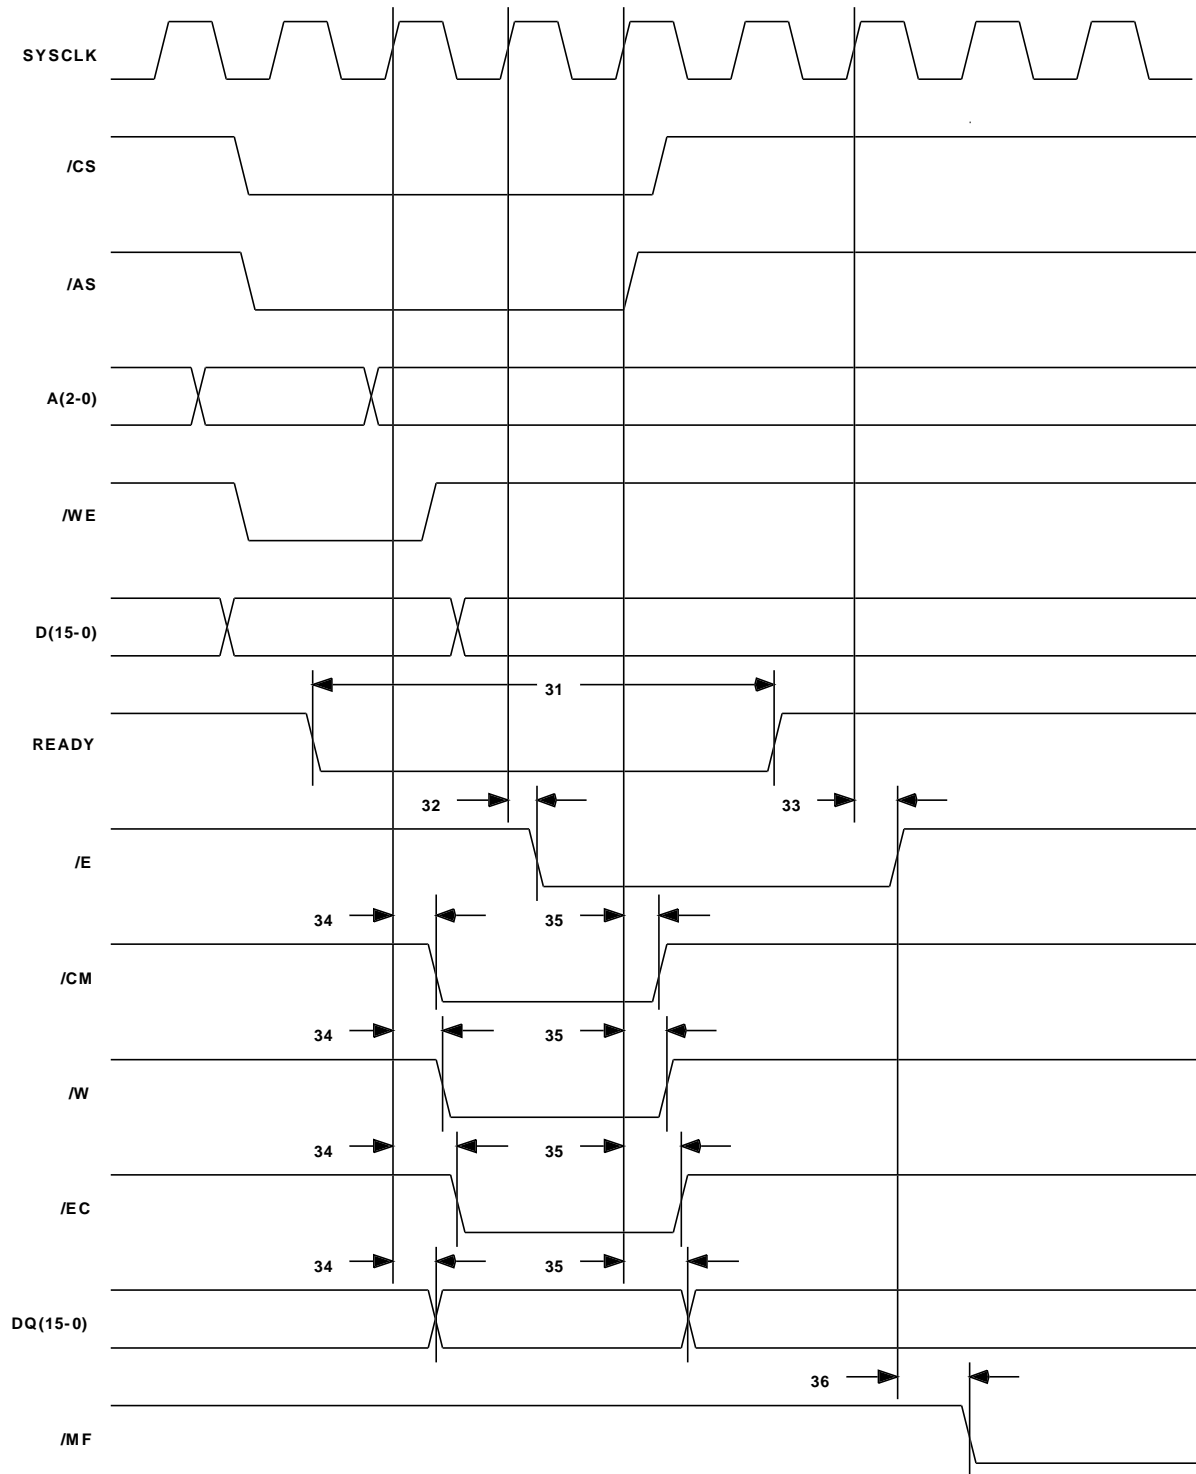 SYSCLK
/CS
/AS
A(2-0)
/WE
D(15-0)
31
READY
32 33
/E
34 35
/CM
34 35
/W
34 35
/EC
34 35
DQ(15-0)
36
/MF